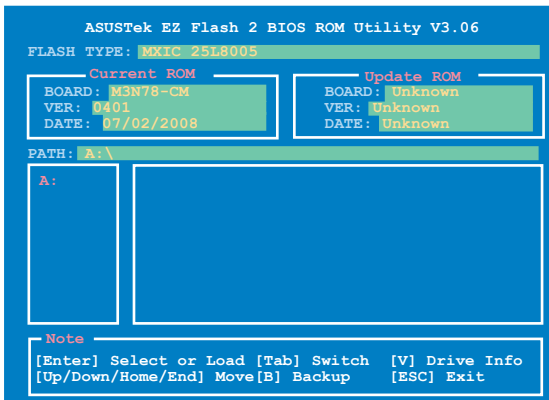 ASUSTek EZ Flash 2 BIOS ROM Utility V3.06
FLASH TYPE: MXIC 25L8005
Current ROM
BOARD: M3N78-CM
VER: 0401
DATE: 07/02/2008
Update ROM
BOARD: Unknown
VER: Unknown
DATE: Unknown
PATH: A:\
A:
Note
[Enter] Select or Load [Tab] Switch [V] Drive Info
[Up/Down/Home/End] Move [B] Backup [ESC] Exit